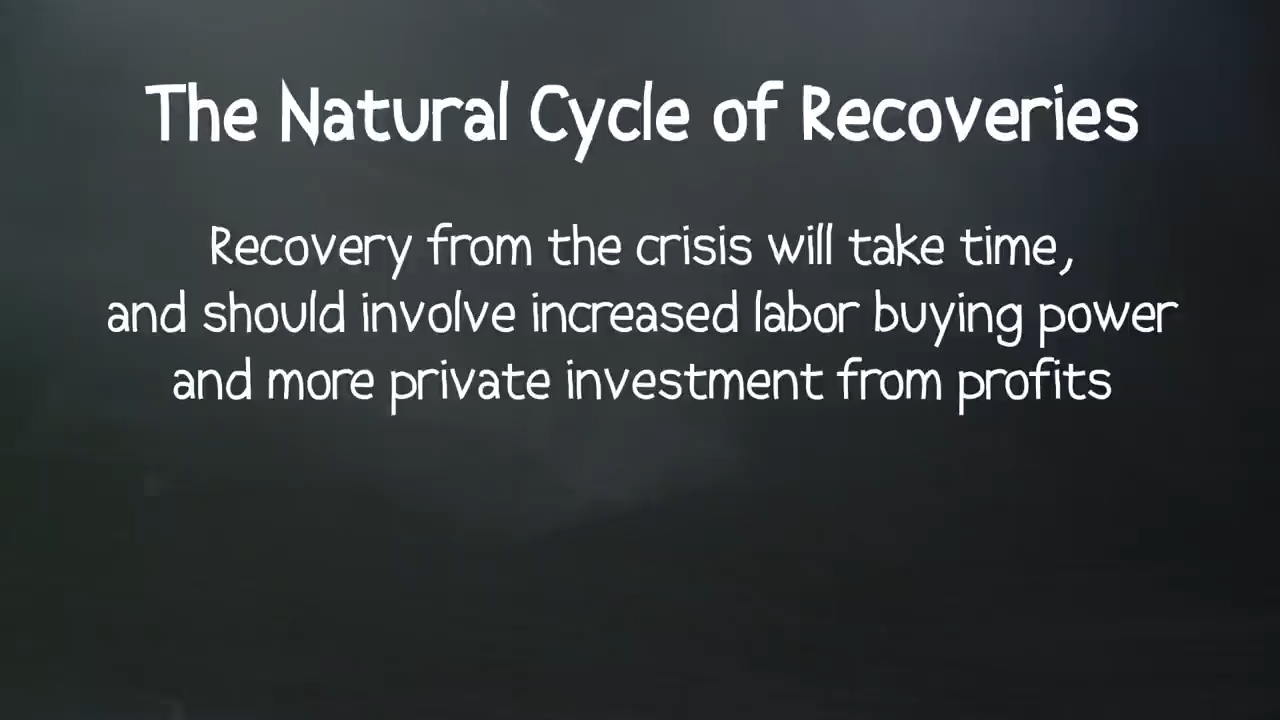 The Natural Cycle of Recoveries
Recovery from the crisis will take time,
and should involve increased labor buying power
and more private investment from profits